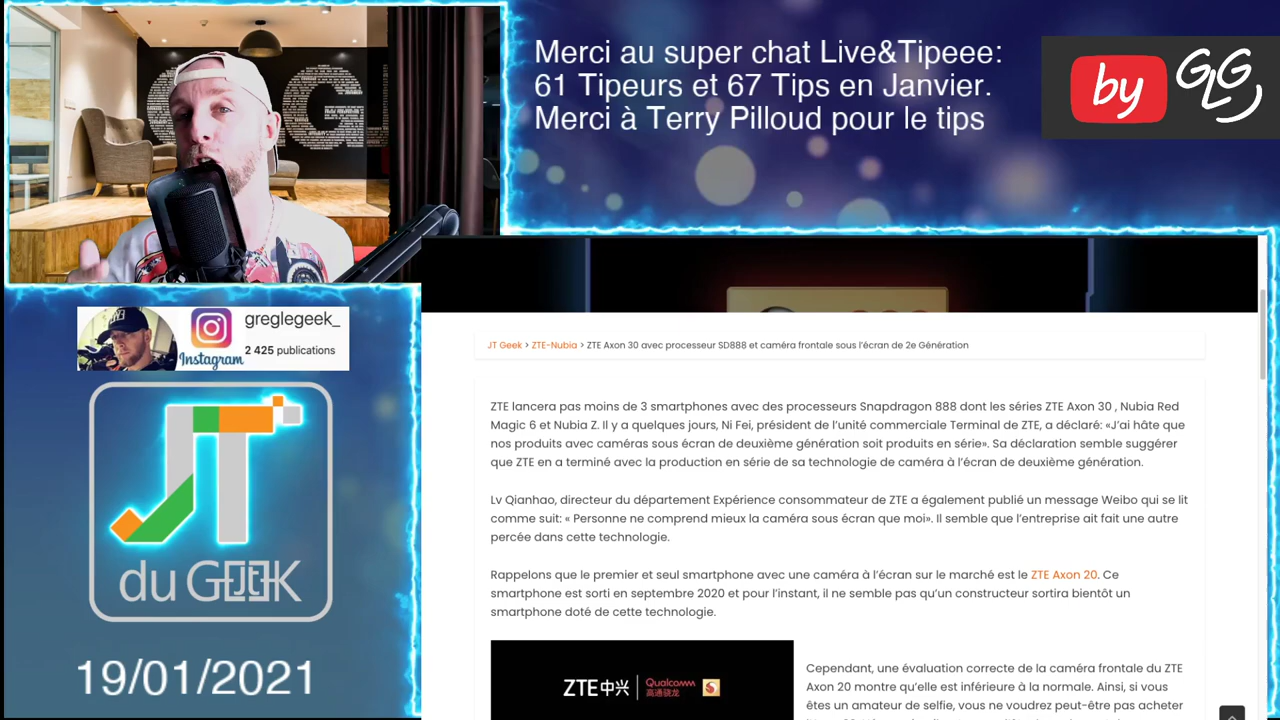 Merci au super chat Live&Tipeee:
61 Tipeurs et 67 Tips en Janvier.
Merci à Terry Pilloud pour le tips
by GLG
greglegeek_
Instagram
2 425 publications
JT
du GEEK
19/01/2021
JT Geek > ZTE-Nubia > ZTE Axon 30 avec processeur SD888 et caméra frontale sous l'écran de 2e Génération
ZTE lancera pas moins de 3 smartphones avec des processeurs Snapdragon 888 dont les séries ZTE Axon 30 , Nubia Red
Magic 6 et Nubia Z. Il y a quelques jours, Ni Fei, président de l'unité commerciale Terminal de ZTE, a déclaré: «J'ai hâte que
nos produits avec caméras sous écran de deuxième génération soit produits en série». Sa déclaration semble suggérer
que ZTE en a terminé avec la production en série de sa technologie de caméra à l'écran de deuxième génération.
Lv Qianhao, directeur du département Expérience consommateur de ZTE a également publié un message Weibo qui se lit
comme suit: « Personne ne comprend mieux la caméra sous écran que moi». Il semble que l'entreprise ait fait une autre
percée dans cette technologie.
Rappelons que le premier et seul smartphone avec une caméra à l'écran sur le marché est le ZTE Axon 20. Ce
smartphone est sorti en septembre 2020 et pour l'instant, il ne semble pas qu'un constructeur sortira bientôt un
smartphone doté de cette technologie.
ZTE中兴 Qualcomm
高通骁龙
Cependant, une évaluation correcte de la caméra frontale du ZTE
Axon 20 montre qu'elle est inférieure à la normale. Ainsi, si vous
êtes un amateur de selfie, vous ne voudrez peut-être pas acheter